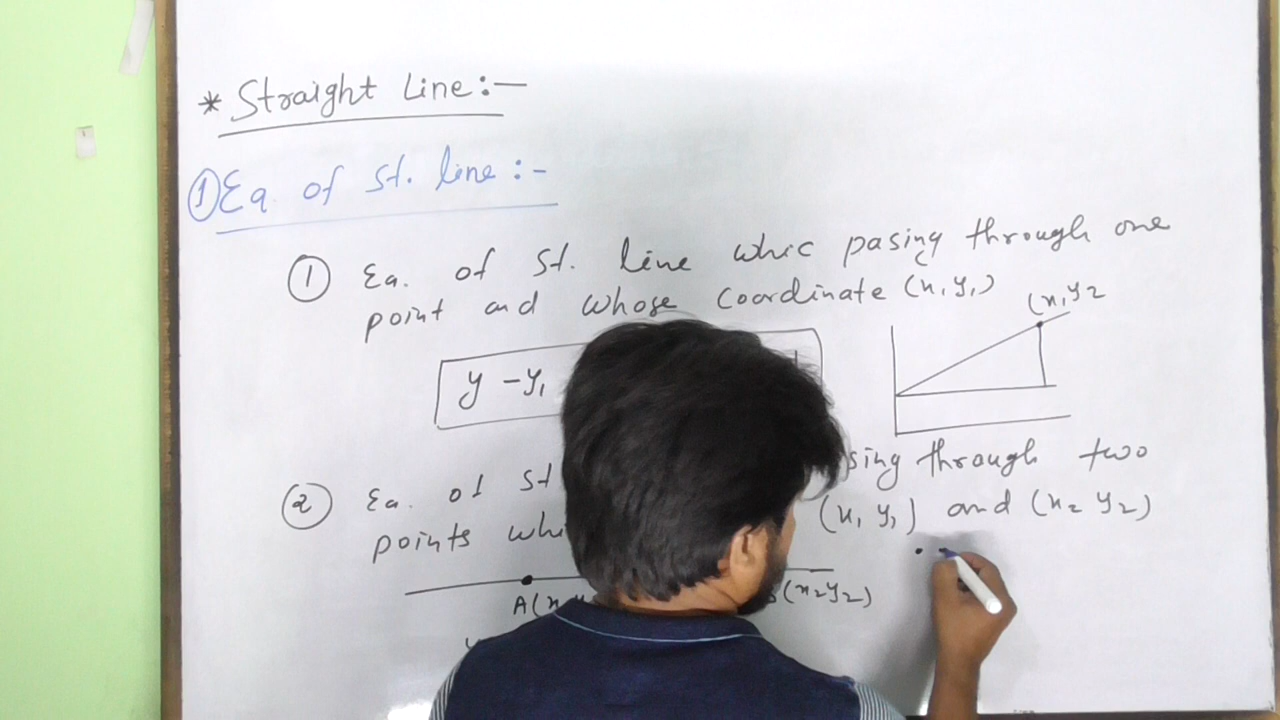 * Straight Line:-
① Eq of St. line :-
① Eq. of St. line whic pasing through one
point and whose coordinate (x, y,)
(x, y2
y - y,
② Eq. of St sing through two
points whi (x, y,) and (x2 y2)
A(x (x2 y2)